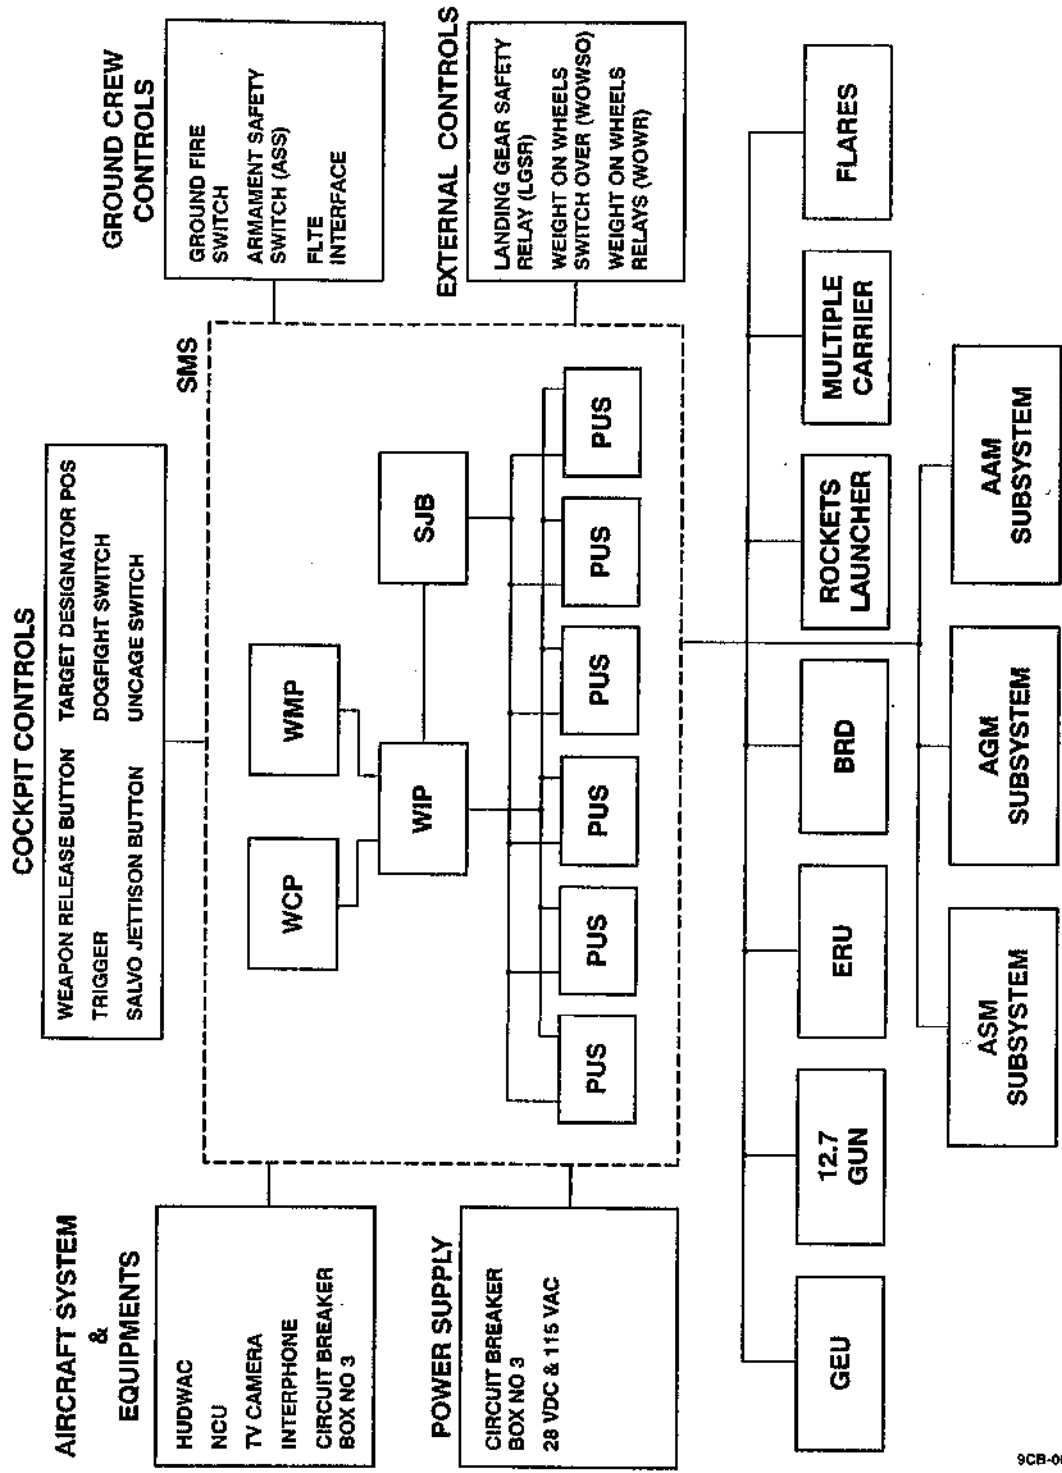 COCKPIT CONTROLS
WEAPON RELEASE BUTTON TARGET DESIGNATOR POS
TRIGGER DOGFIGHT SWITCH
SALVO JETTISON BUTTON UNCAGE SWITCH
AIRCRAFT SYSTEM
&
EQUIPMENTS
HUDWAC
NCU
TV CAMERA
INTERPHONE
CIRCUIT BREAKER
BOX NO 3
POWER SUPPLY
CIRCUIT BREAKER
BOX NO 3
28 VDC & 115 VAC
GROUND CREW
CONTROLS
GROUND FIRE
SWITCH
ARMAMENT SAFETY
SWITCH (ASS)
FLTE
INTERFACE
EXTERNAL CONTROLS
LANDING GEAR SAFETY
RELAY (LGSR)
WEIGHT ON WHEELS
SWITCH OVER (WOWSO)
WEIGHT ON WHEELS
RELAYS (WOWR)
SMS
WCP
WMP
WIP
SJB
PUS
PUS
PUS
PUS
PUS
PUS
GEU
12.7
GUN
ERU
BRD
ROCKETS
LAUNCHER
MULTIPLE
CARRIER
FLARES
ASM
SUBSYSTEM
AGM
SUBSYSTEM
AAM
SUBSYSTEM